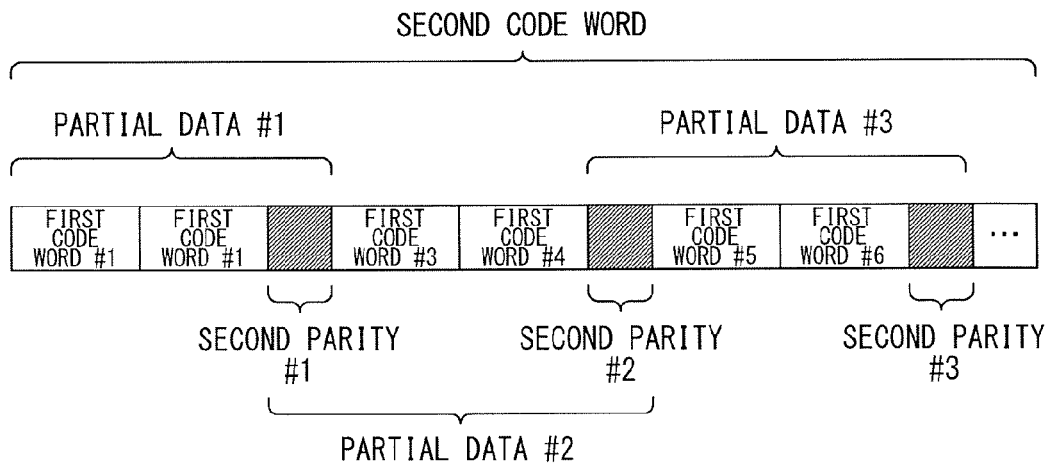 SECOND CODE WORD
PARTIAL DATA #1
PARTIAL DATA #3
FIRST
CODE
WORD #1
FIRST
CODE
WORD #1
FIRST
CODE
WORD #3
FIRST
CODE
WORD #4
FIRST
CODE
WORD #5
FIRST
CODE
WORD #6
...
SECOND PARITY
#1
SECOND PARITY
#2
SECOND PARITY
#3
PARTIAL DATA #2